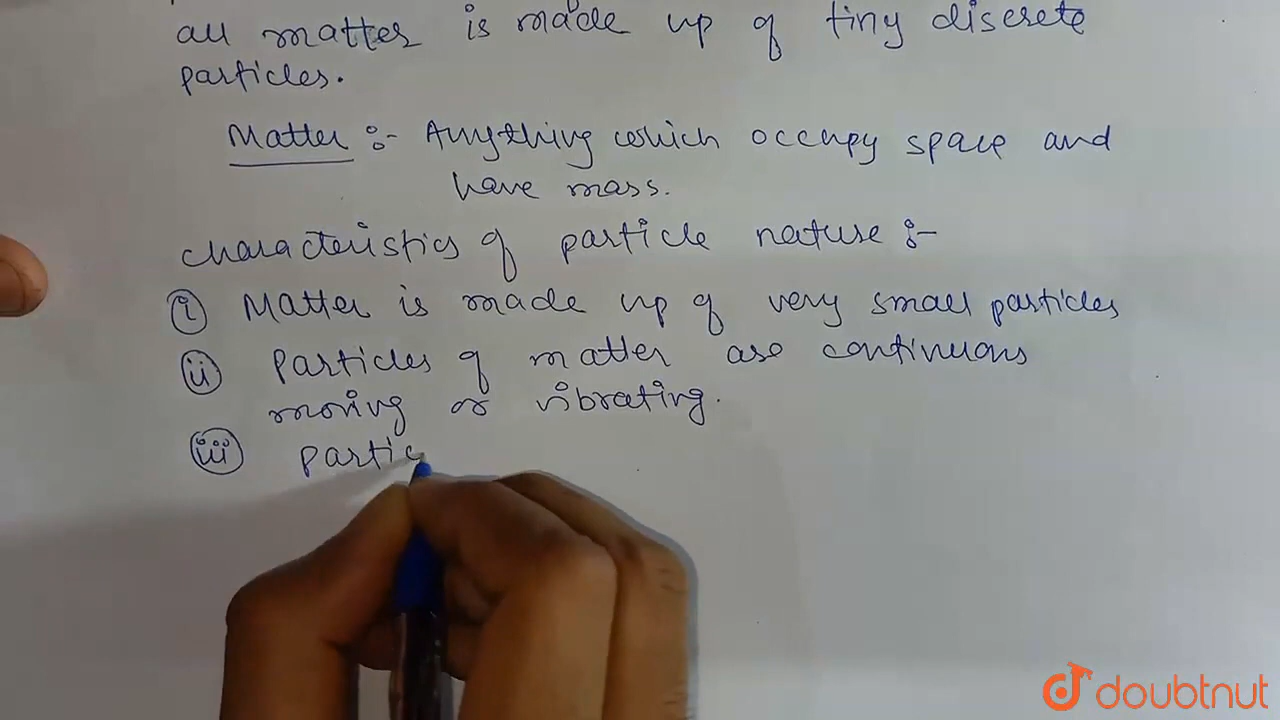 all matter is made up of tiny discrete
particles.
Matter :- Anything which occupy space and
have mass.
Characteristics of particle nature :-
(i) Matter is made up of very small particles
(ii) Particles of matter are continuous
moving or vibrating.
(iii) partic
doubtnut